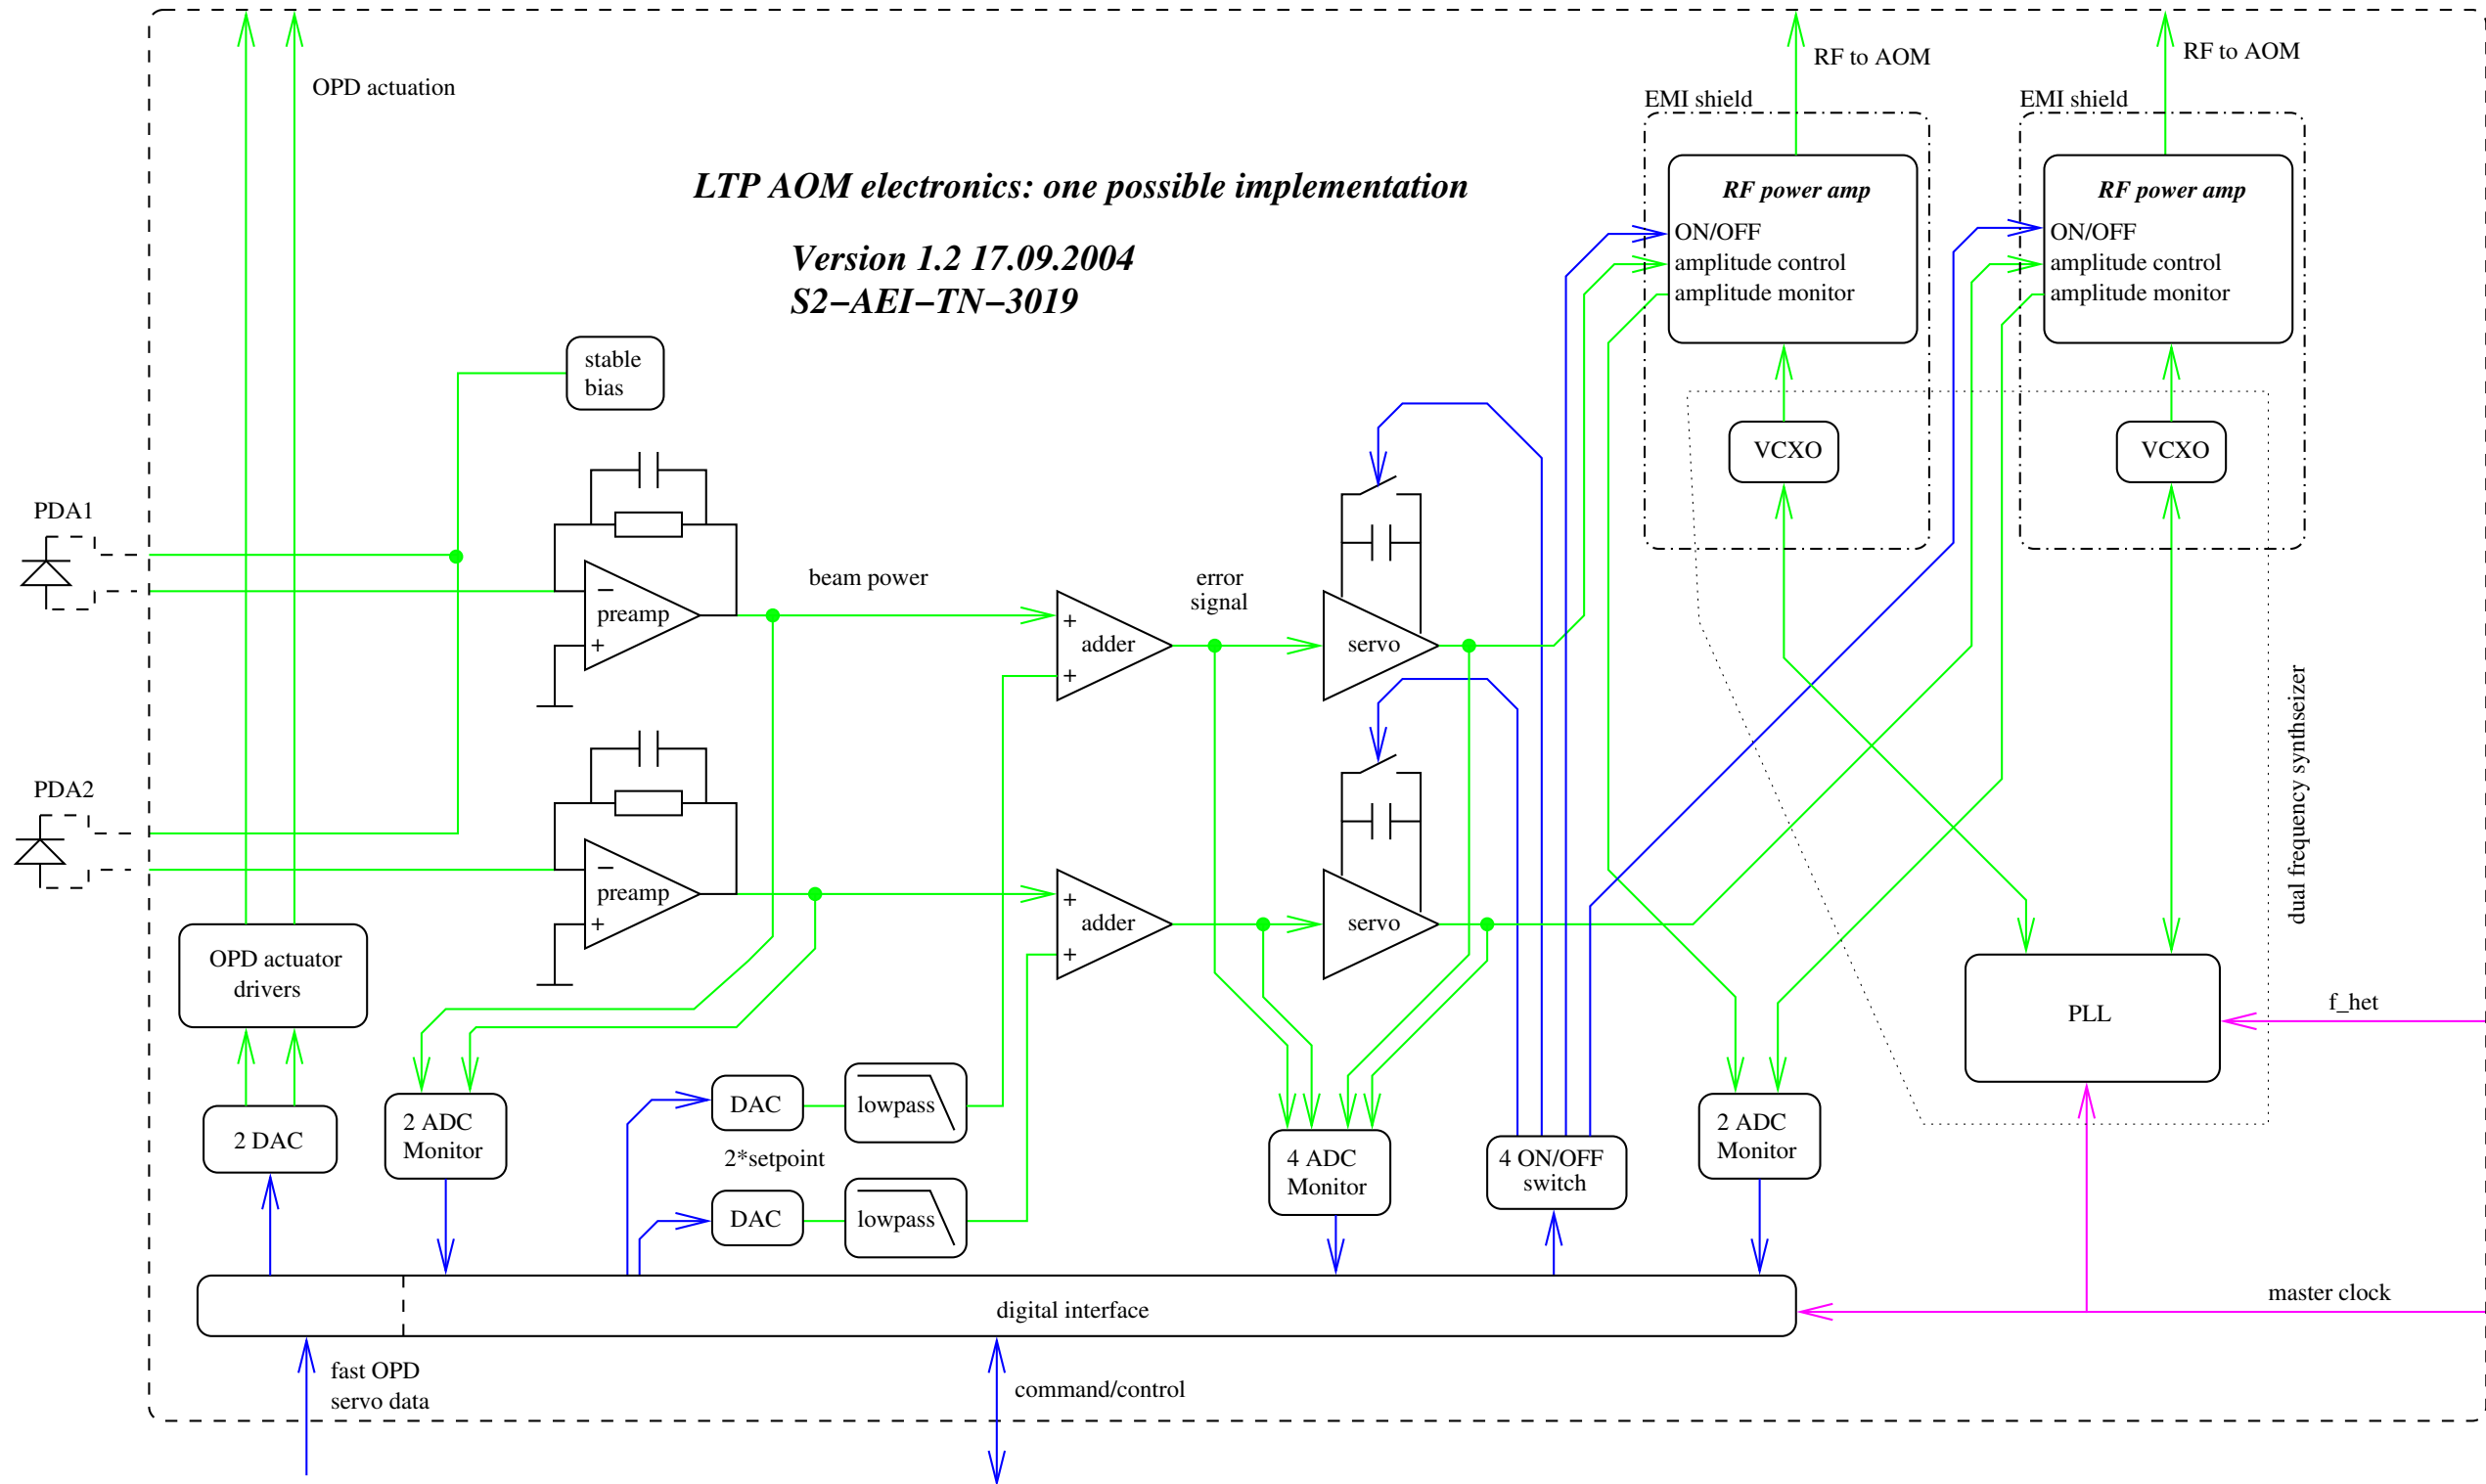 OPD actuation
RF to AOM
RF to AOM
EMI shield
EMI shield
LTP AOM electronics: one possible implementation
Version 1.2 17.09.2004
S2−AEI−TN−3019
RF power amp
ON/OFF
amplitude control
amplitude monitor
RF power amp
ON/OFF
amplitude control
amplitude monitor
stable
bias
VCXO
VCXO
PDA1
−
preamp
+
beam power
+
adder
+
error
signal
servo
PDA2
−
preamp
+
+
adder
+
servo
dual frequency synthseizer
OPD actuator
drivers
PLL
f_het
2 DAC
2 ADC
Monitor
DAC
lowpass
2*setpoint
DAC
lowpass
4 ADC
Monitor
4 ON/OFF
switch
2 ADC
Monitor
digital interface
master clock
fast OPD
servo data
command/control